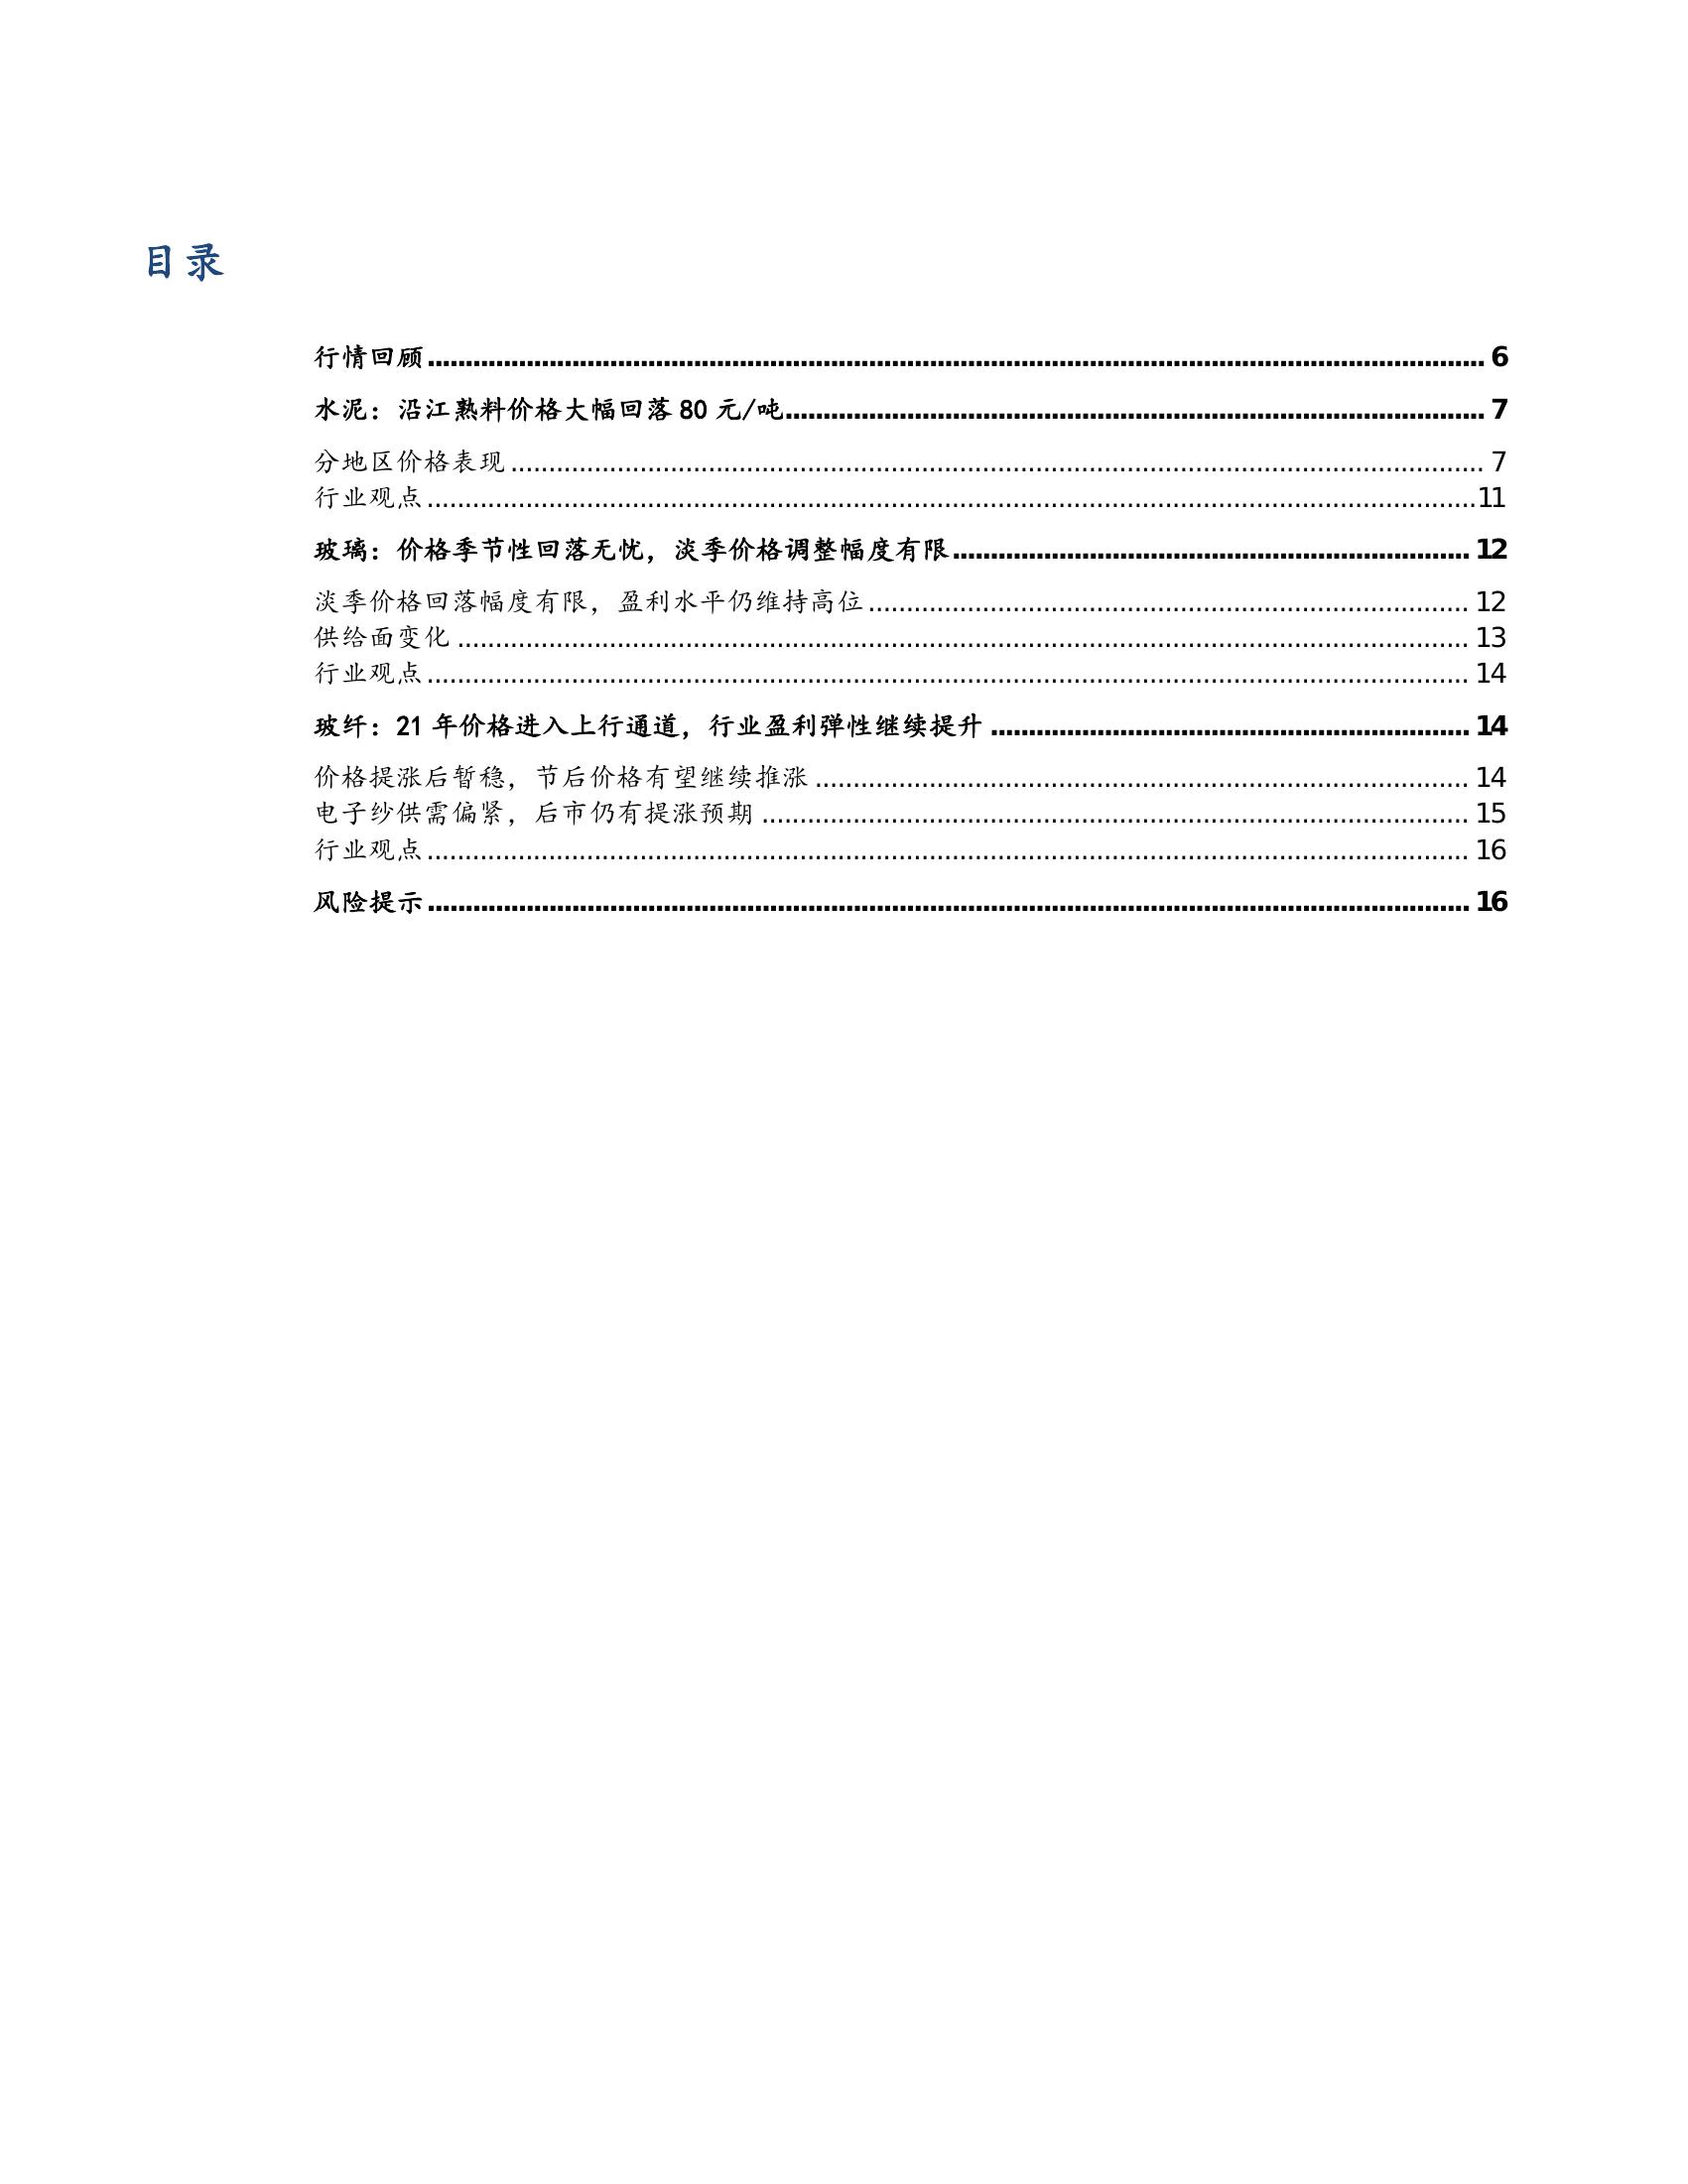 目录
行情回顾 6
水泥：沿江熟料价格大幅回落 80 元/吨 7
分地区价格表现 7
行业观点 11
玻璃：价格季节性回落无忧，淡季价格调整幅度有限 12
淡季价格回落幅度有限，盈利水平仍维持高位 12
供给面变化 13
行业观点 14
玻纤：21 年价格进入上行通道，行业盈利弹性继续提升 14
价格提涨后暂稳，节后价格有望继续推涨 14
电子纱供需偏紧，后市仍有提涨预期 15
行业观点 16
风险提示 16